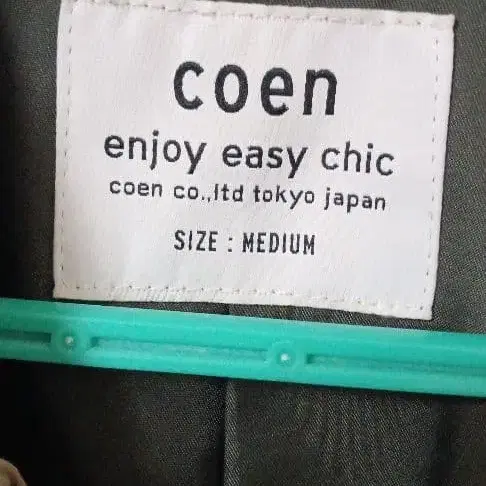 coen
enjoy easy chic
coen co.,ltd tokyo japan
SIZE : MEDIUM